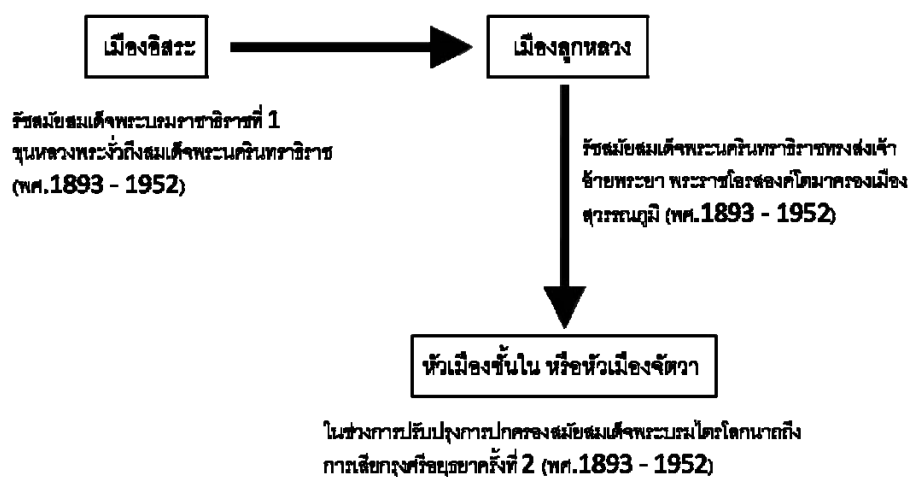 เมืองอิสระ
เมืองลูกหลวง
รัชสมัยสมเด็จพระบรมราชาธิราชที่ 1
ขุนหลวงพระงั่วถึงสมเด็จพระนครินทราธิราช
(พศ.1893 - 1952)
รัชสมัยสมเด็จพระนครินทราธิราชทรงส่งเจ้า
อ้ายพระยา พระราชโอรสองค์โตมาครองเมือง
สุวรรณภูมิ (พศ.1893 - 1952)
หัวเมืองชั้นใน หรือหัวเมืองจัตวา
ในช่วงการปรับปรุงการปกครองสมัยสมเด็จพระบรมไตรโลกนาถถึง
การเสียกรุงศรีอยุธยาครั้งที่ 2 (พศ.1893 - 1952)